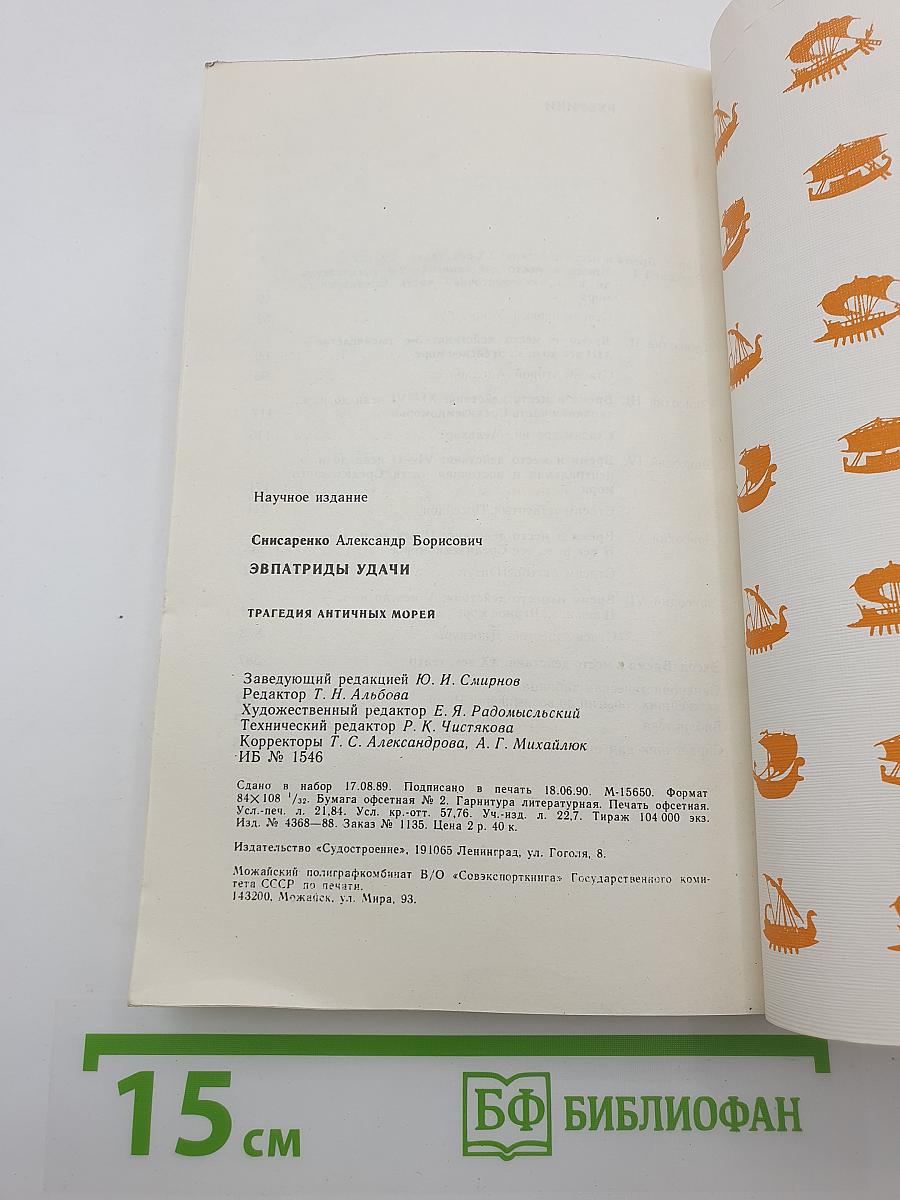 Научное издание
Снисаренко Александр Борисович
ЭВПАТРИДЫ УДАЧИ
ТРАГЕДИЯ АНТИЧНЫХ МОРЕЙ
Заведующий редакцией Ю. И. Смирнов
Редактор Т. Н. Альбова
Художественный редактор Е. Я. Радомысльский
Технический редактор Р. К. Чистякова
Корректоры Т. С. Александрова, А. Г. Михайлюк
ИБ № 1546
Сдано в набор 17.08.89. Подписано в печать 18.06.90. М-15650. Формат
84×108 1/32. Бумага офсетная № 2. Гарнитура литературная. Печать офсетная.
Усл.-печ. л. 21,84. Усл. кр.-отт. 57,76. Уч.-изд. л. 22,7. Тираж 104 000 экз.
Изд. № 4368—88. Заказ № 1135. Цена 2 р. 40 к.
Издательство «Судостроение», 191065 Ленинград, ул. Гоголя, 8.
Можайский полиграфкомбинат В/О «Совэкспорткнига» Государственного коми-
тета СССР по печати.
143200, Можайск, ул. Мира, 93.
15 см
БФ БИБЛИОФАН